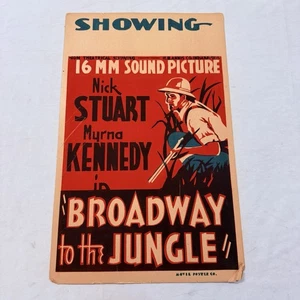 SHOWING
16 MM SOUND PICTURE
Nick
STUART
Myrna
KENNEDY
in
"BROADWAY
to the JUNGLE"